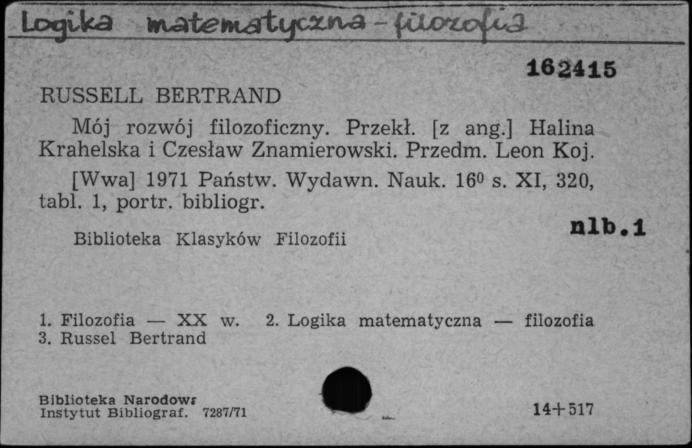 Logika matematyczna - filozofia
162415
RUSSELL BERTRAND
Mój rozwój filozoficzny. Przekł. [z ang.] Halina
Krahelska i Czesław Znamierowski. Przedm. Leon Koj.
[Wwa] 1971 Państw. Wydawn. Nauk. 16⁰ s. XI, 320,
tabl. 1, portr. bibliogr.
nlb.1
Biblioteka Klasyków Filozofii
1. Filozofia — XX w. 2. Logika matematyczna — filozofia
3. Russel Bertrand
Biblioteka Narodowa
Instytut Bibliograf. 7287/71
14+517